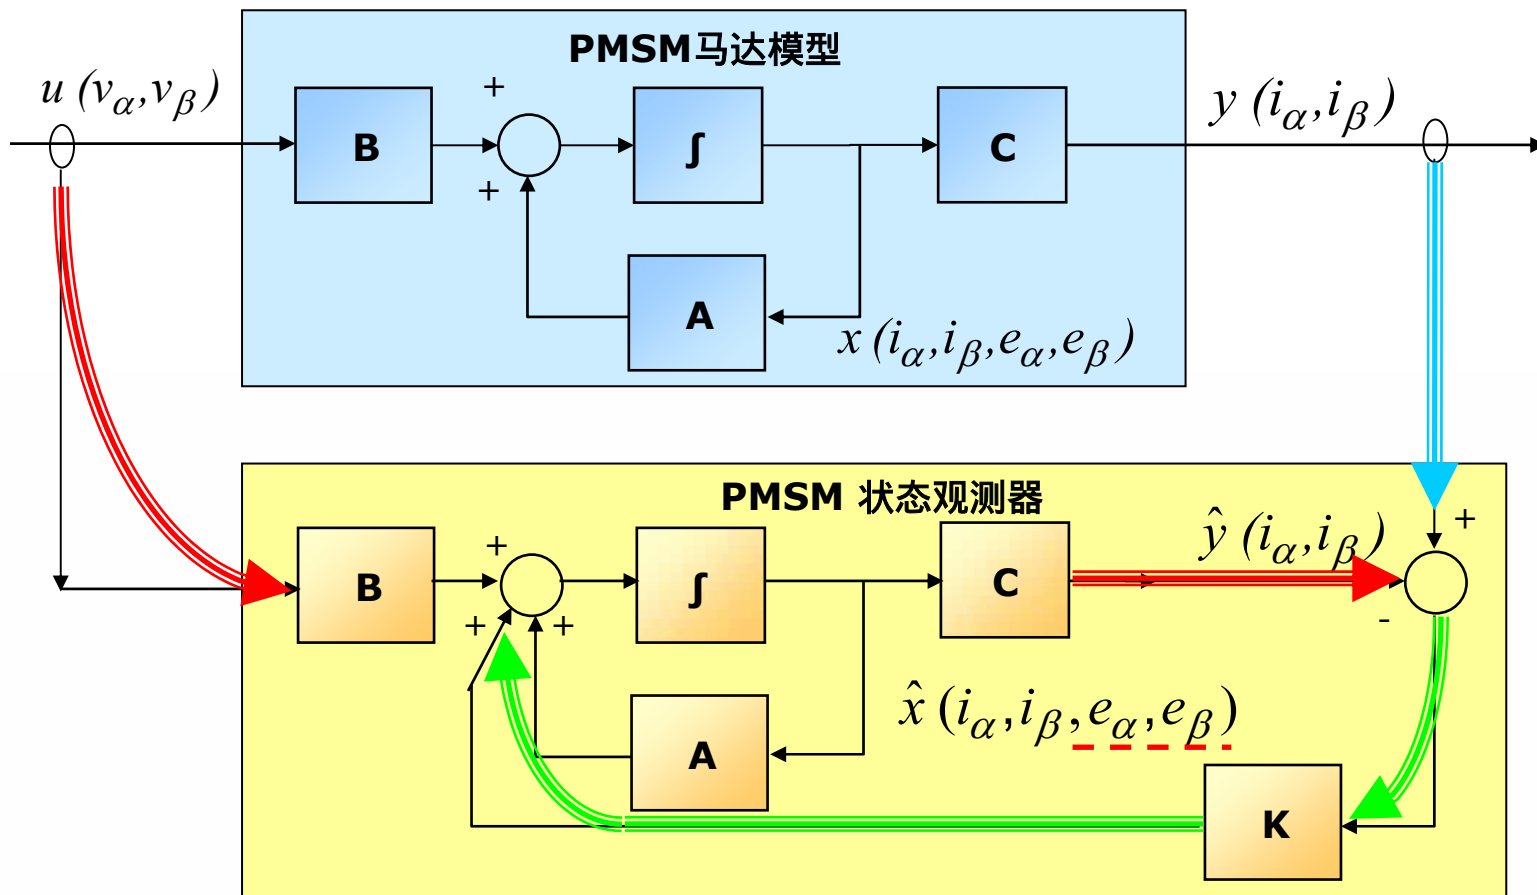 PMSM马达模型
u (vα,vβ)
B
+
+
∫
C
y (iα,iβ)
A
x (iα,iβ,eα,eβ)
PMSM 状态观测器
B
+
+
+
∫
C
ŷ (iα,iβ)
+
-
A
x̂ (iα,iβ,eα,eβ)
K